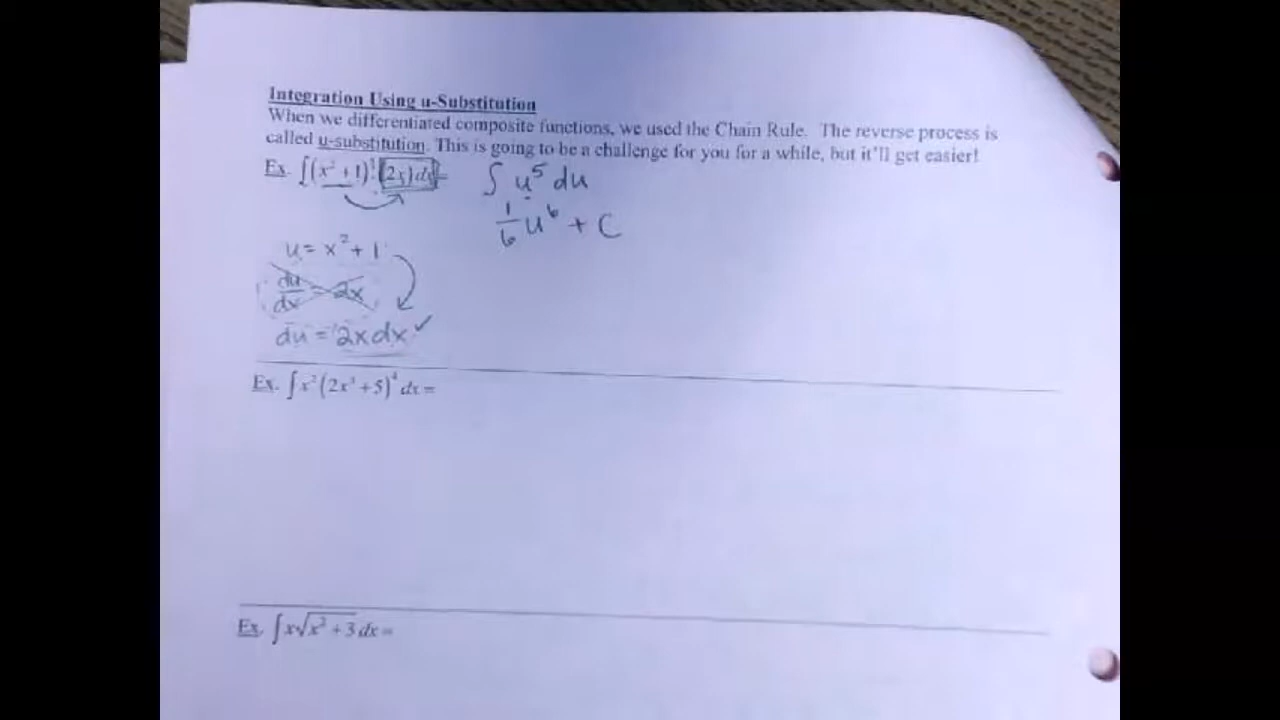 Integration Using u-Substitution
When we differentiated composite functions, we used the Chain Rule. The reverse process is
called u-substitution. This is going to be a challenge for you for a while, but it'll get easier!
Ex. ∫(x² + 1)⁵ (2x) dx =
∫ u⁵ du
1/6 u⁶ + C
u = x² + 1
du/dx = 2x
du = 2x dx ✓
Ex. ∫x²(2x³ + 5)⁴ dx =
Ex. ∫x√(x² + 3) dx =